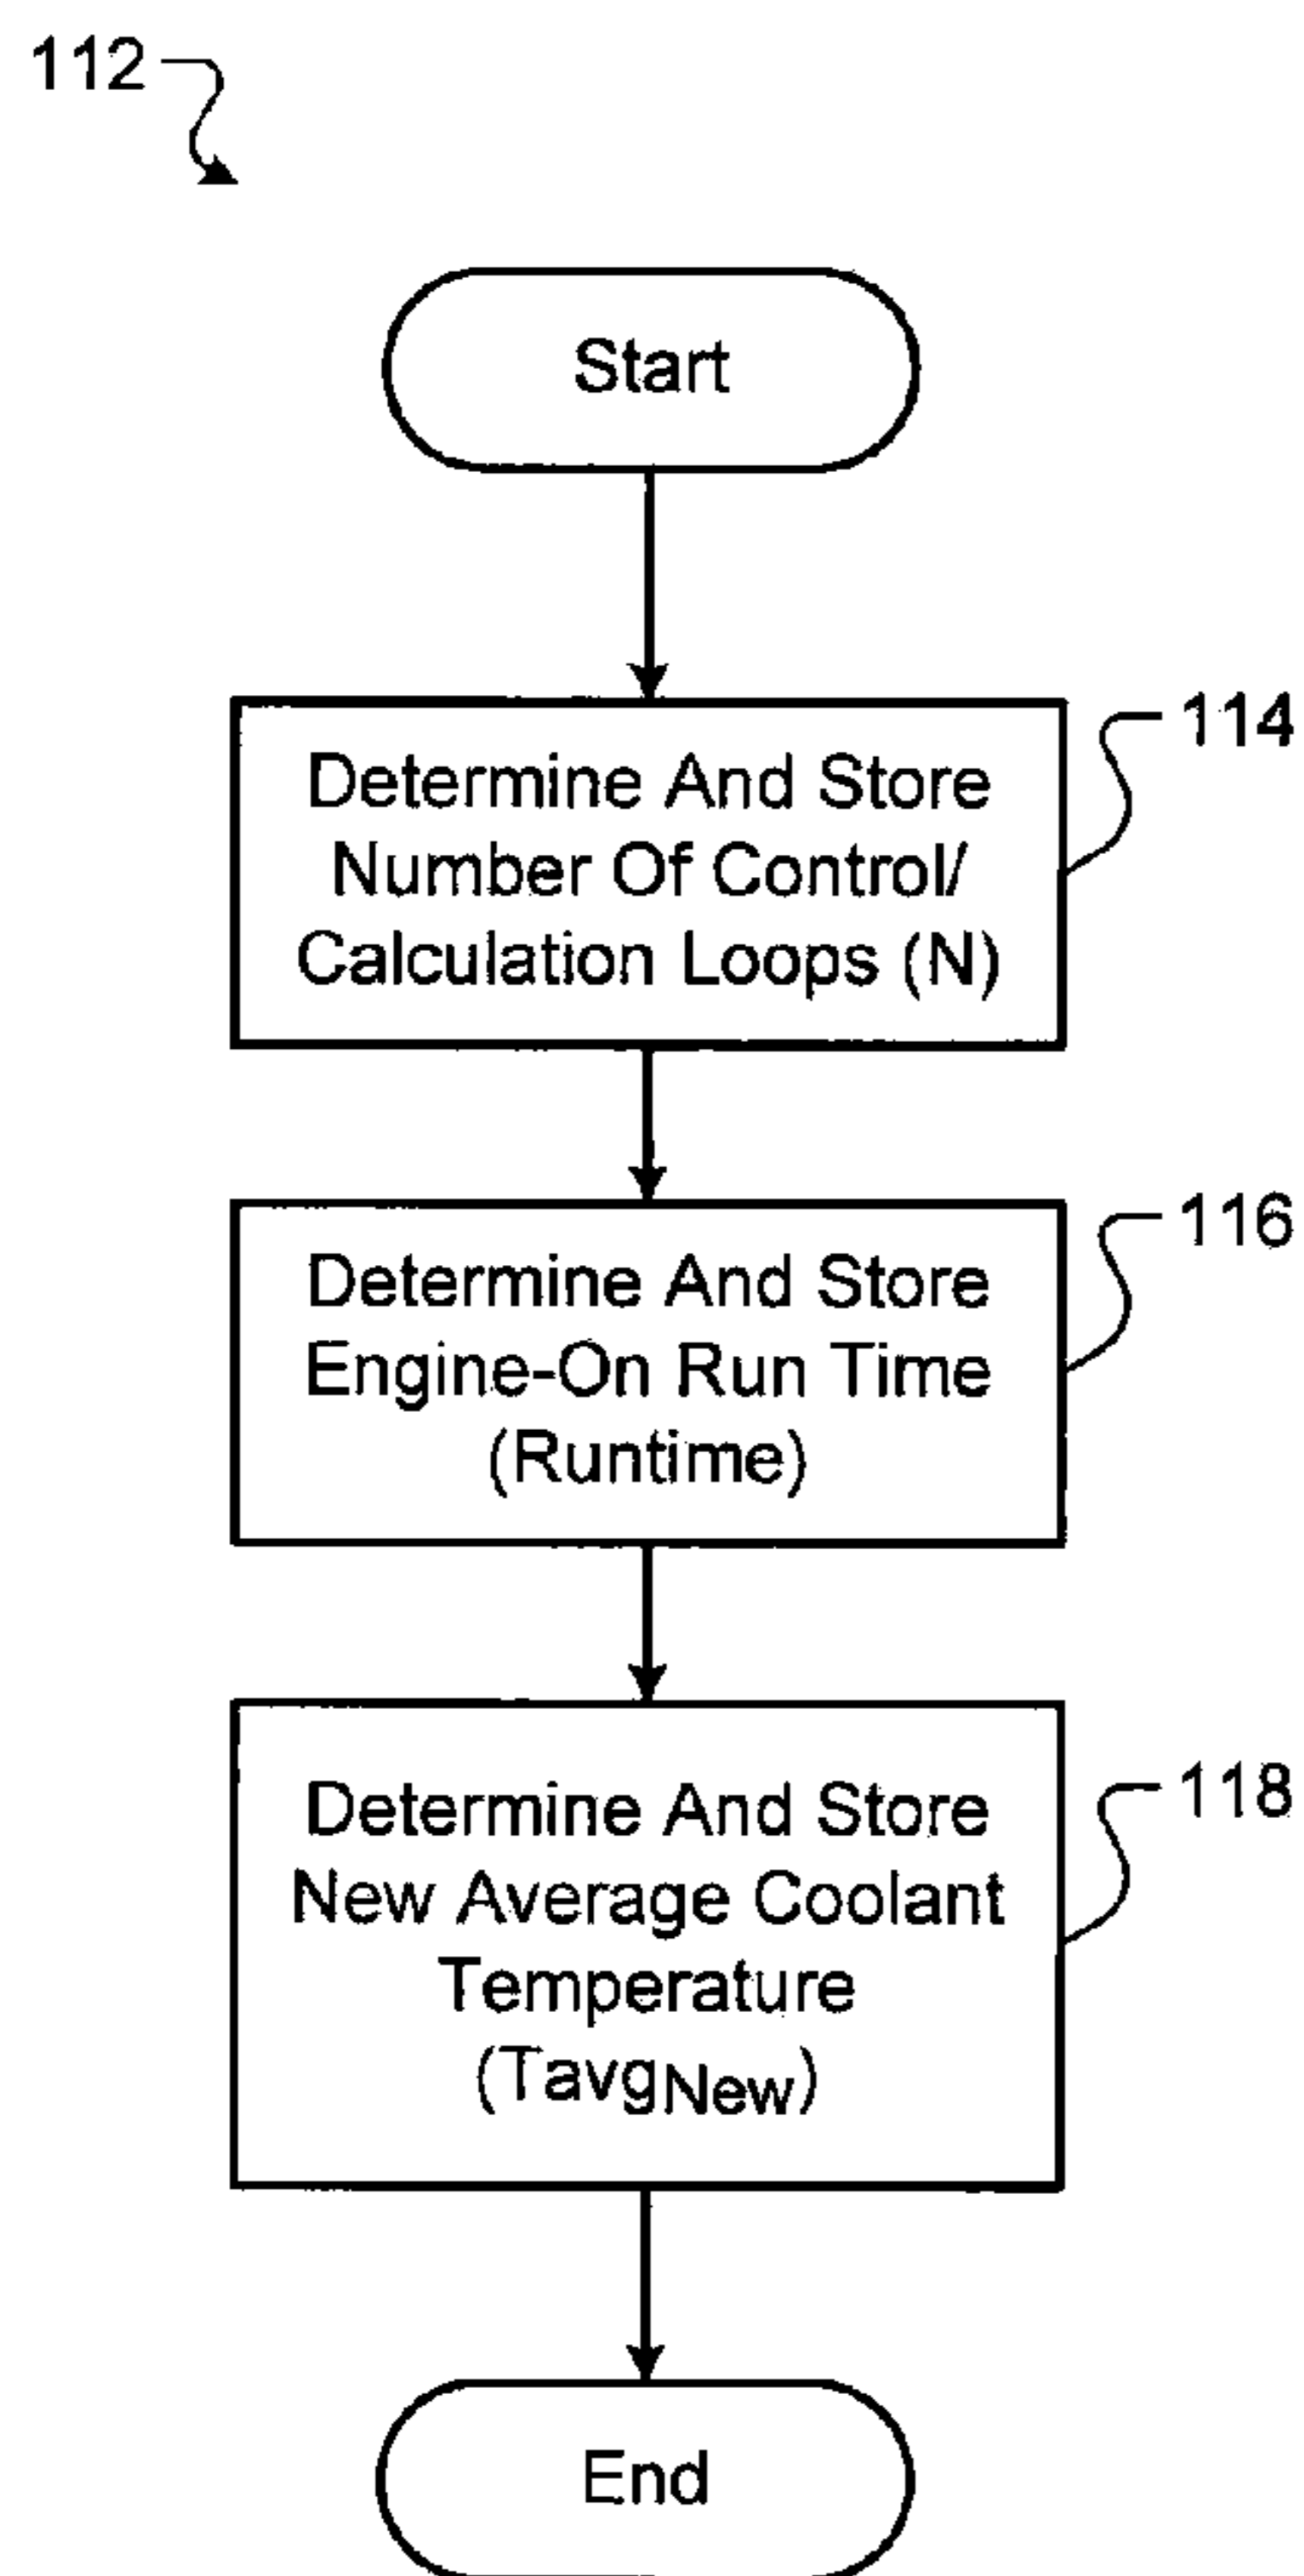 112
Start
Determine And Store
Number Of Control/
Calculation Loops (N)
114
Determine And Store
Engine-On Run Time
(Runtime)
116
Determine And Store
New Average Coolant
Temperature
(TavgNew)
118
End